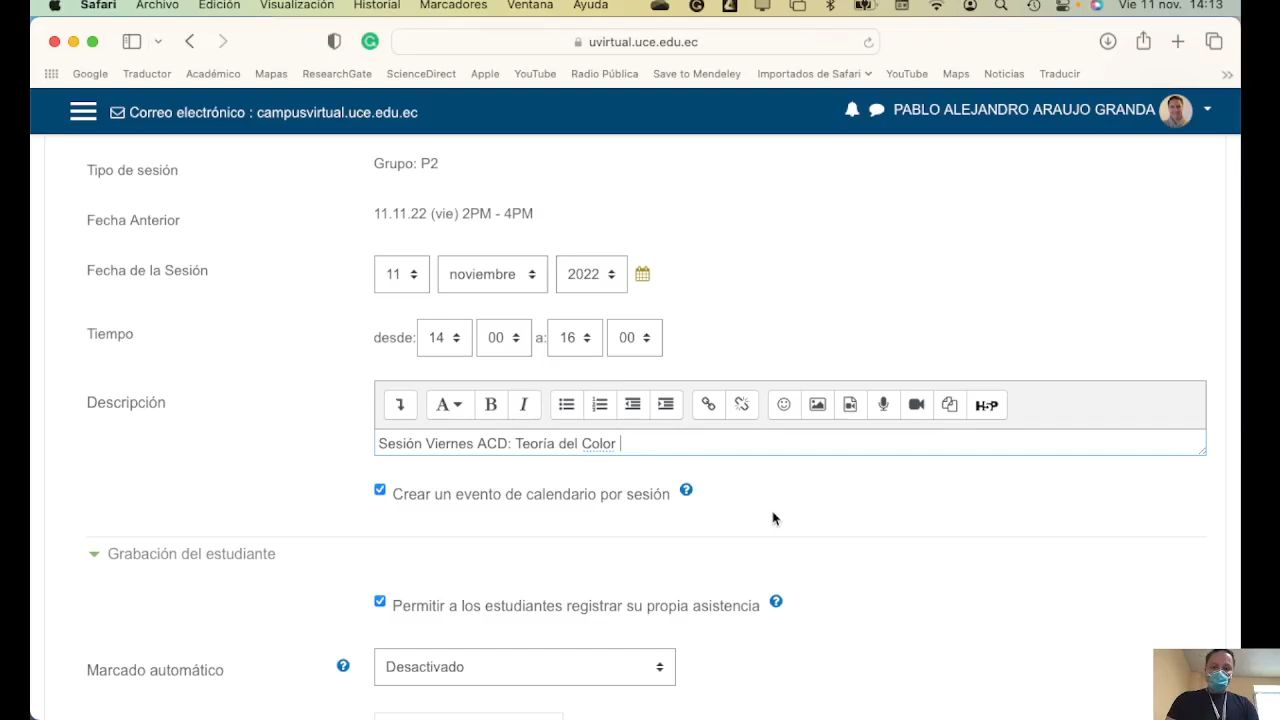 Safari Archivo Edición Visualización Historial Marcadores Ventana Ayuda Vie 11 nov. 14:13
uvirtual.uce.edu.ec
Google Traductor Académico Mapas ResearchGate ScienceDirect Apple YouTube Radio Pública Save to Mendeley Importados de Safari YouTube Maps Noticias Traducir
Correo electrónico : campusvirtual.uce.edu.ec PABLO ALEJANDRO ARAUJO GRANDA
Tipo de sesión Grupo: P2
Fecha Anterior 11.11.22 (vie) 2PM - 4PM
Fecha de la Sesión 11 noviembre 2022
Tiempo desde: 14 00 a: 16 00
Descripción A B I H-P
Sesión Viernes ACD: Teoría del Color
Crear un evento de calendario por sesión ?
Grabación del estudiante
Permitir a los estudiantes registrar su propia asistencia ?
Marcado automático ? Desactivado